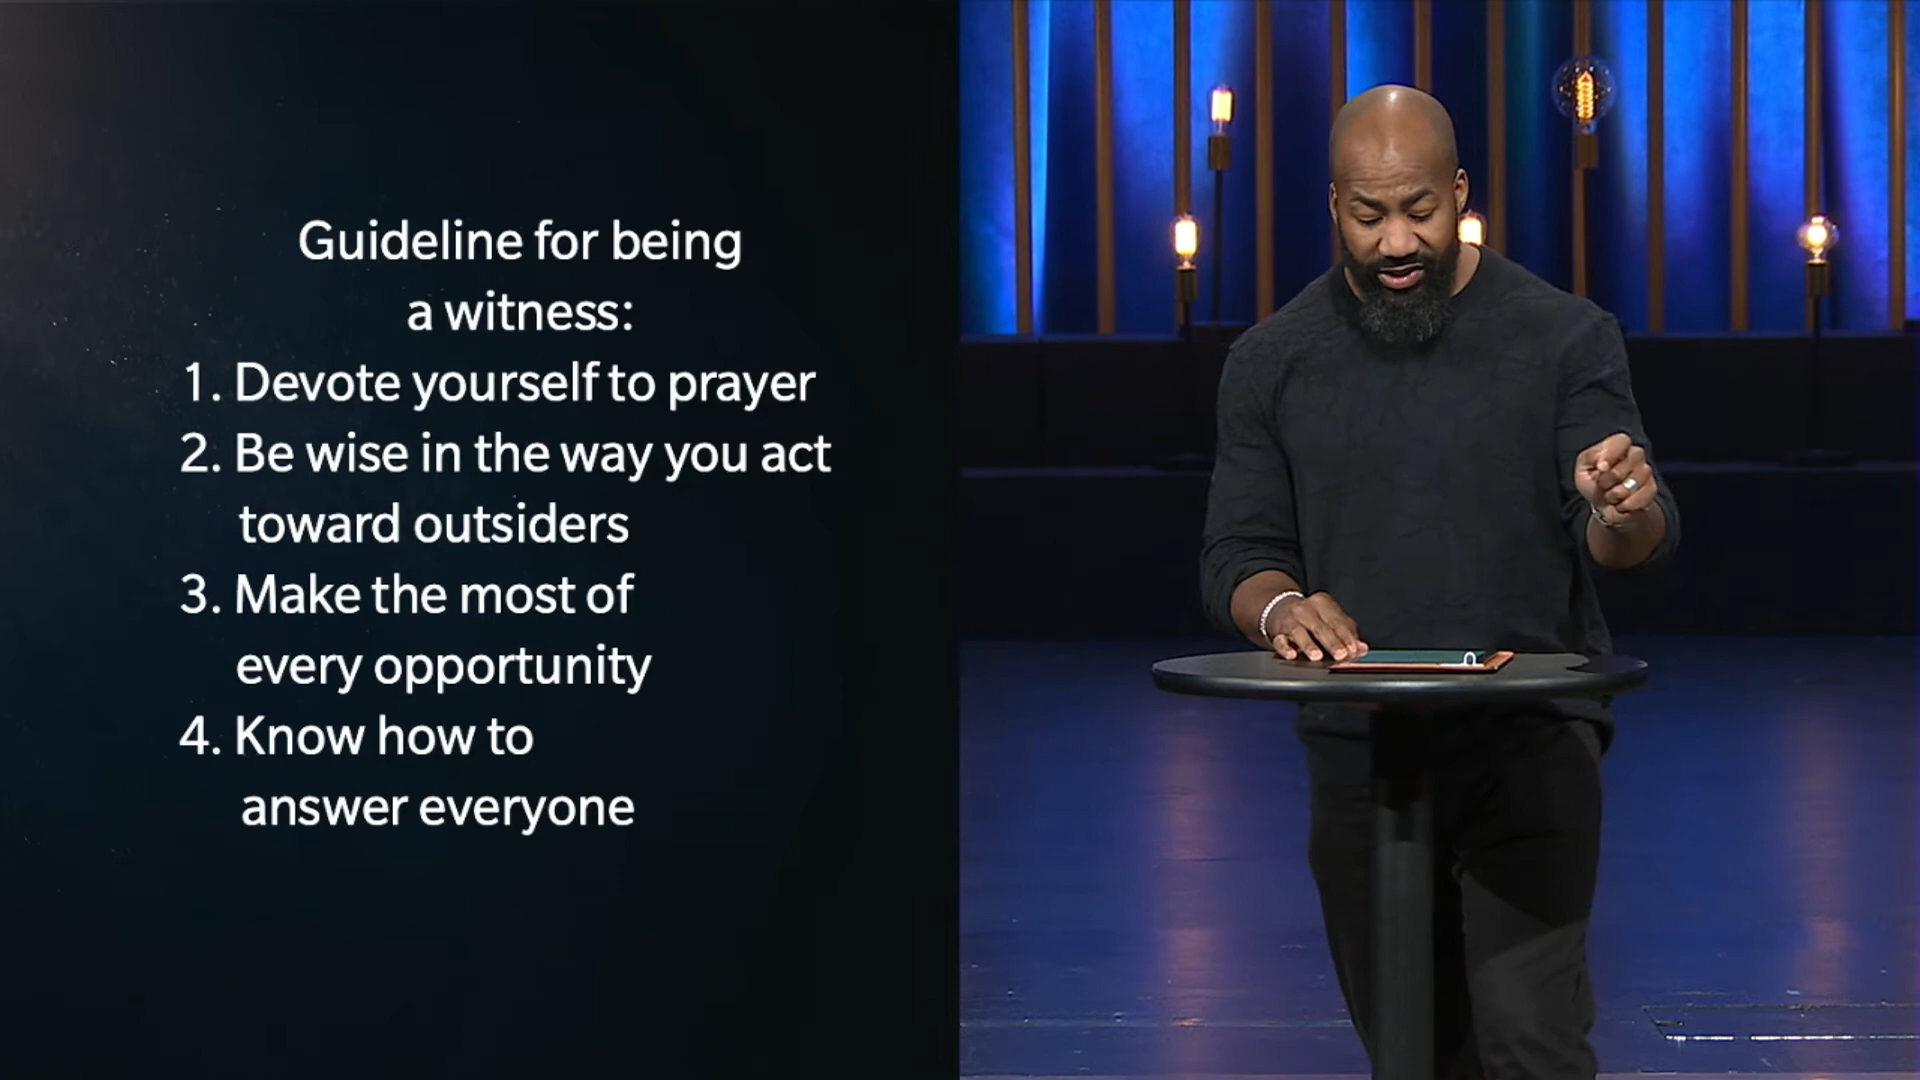 Guideline for being
a witness:
1. Devote yourself to prayer
2. Be wise in the way you act
toward outsiders
3. Make the most of
every opportunity
4. Know how to
answer everyone